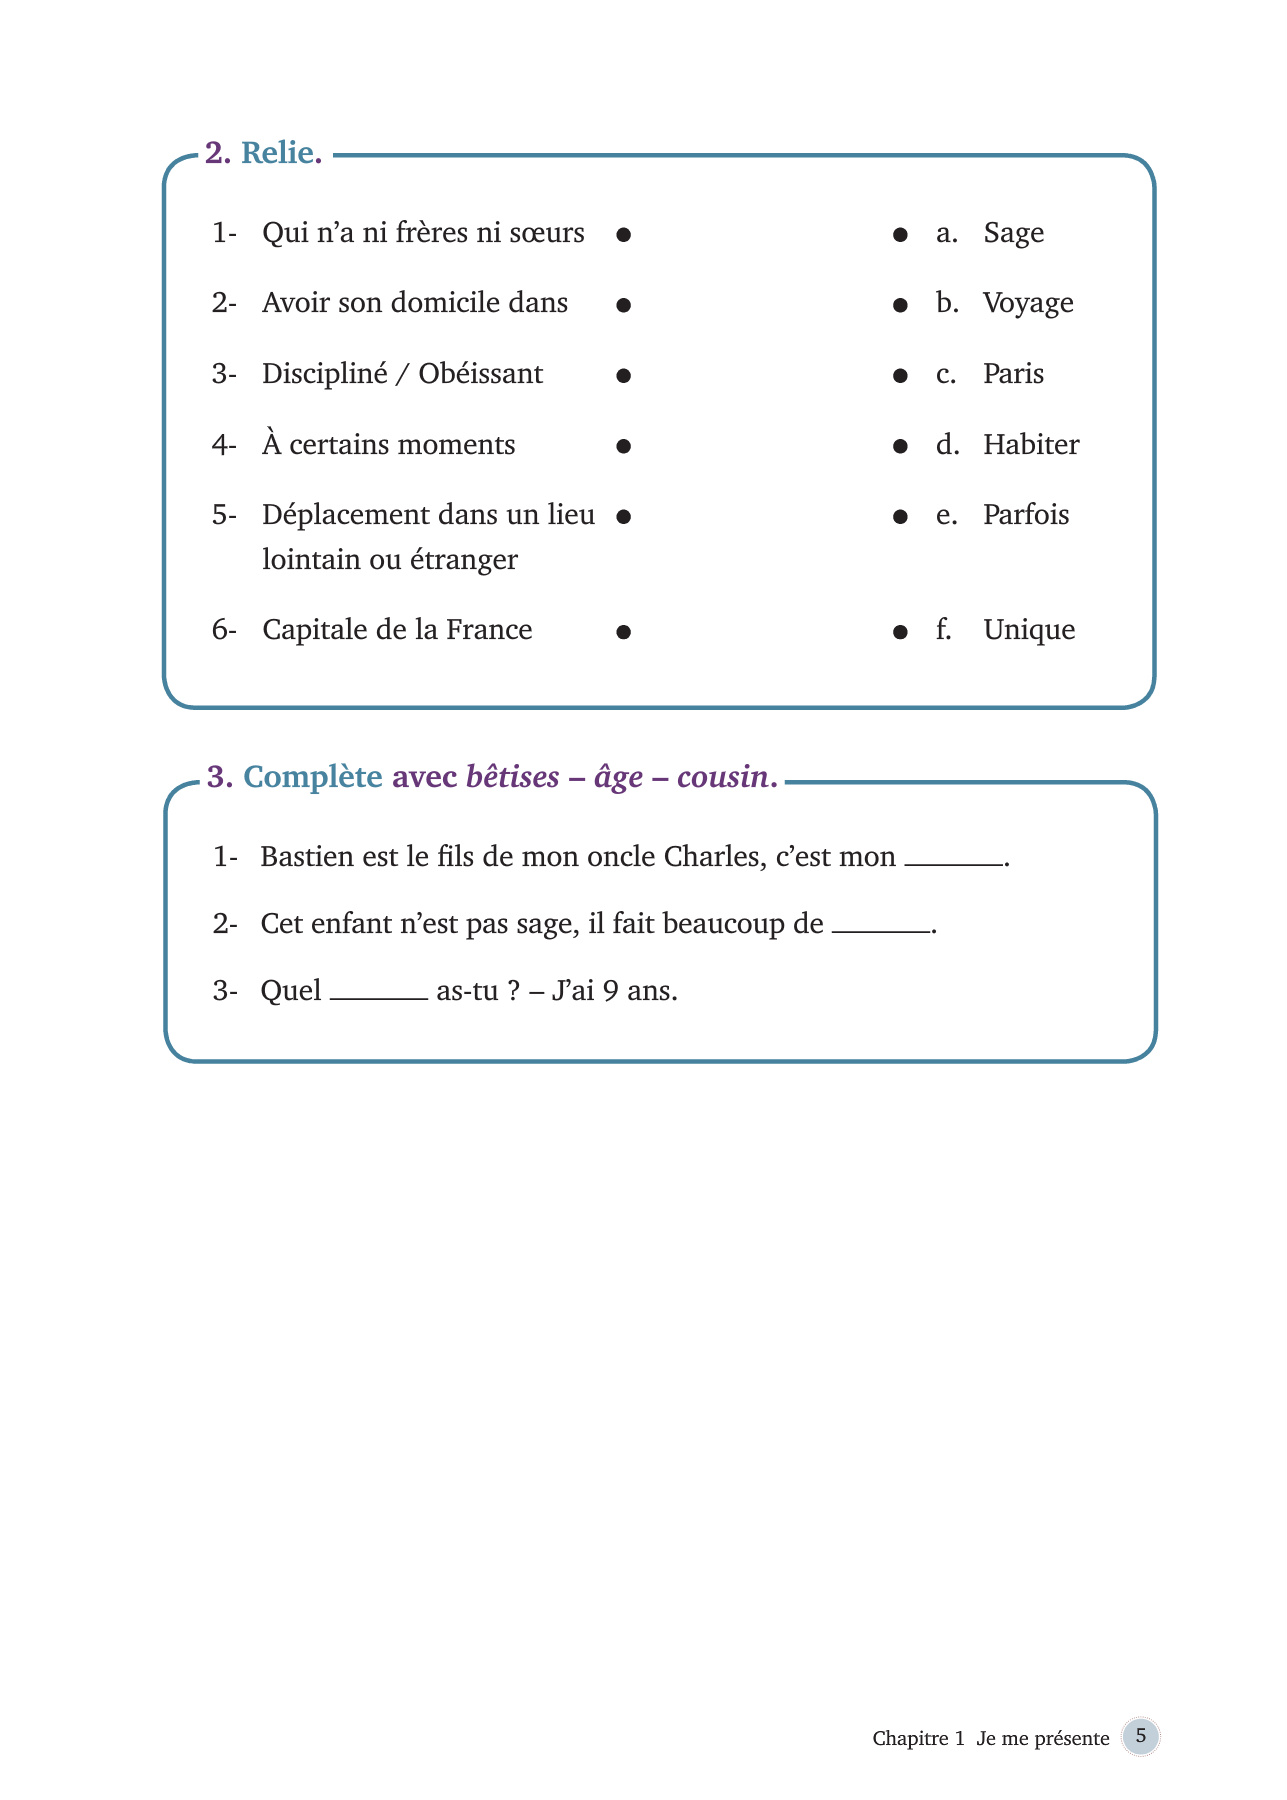 2. Relie.
1- Qui n’a ni frères ni sœurs ● ● a. Sage
2- Avoir son domicile dans ● ● b. Voyage
3- Discipliné / Obéissant ● ● c. Paris
4- À certains moments ● ● d. Habiter
5- Déplacement dans un lieu ● ● e. Parfois
lointain ou étranger
6- Capitale de la France ● ● f. Unique
3. Complète avec bêtises – âge – cousin.
1- Bastien est le fils de mon oncle Charles, c’est mon _______.
2- Cet enfant n’est pas sage, il fait beaucoup de _______.
3- Quel _______ as-tu ? – J’ai 9 ans.
Chapitre 1 Je me présente 5